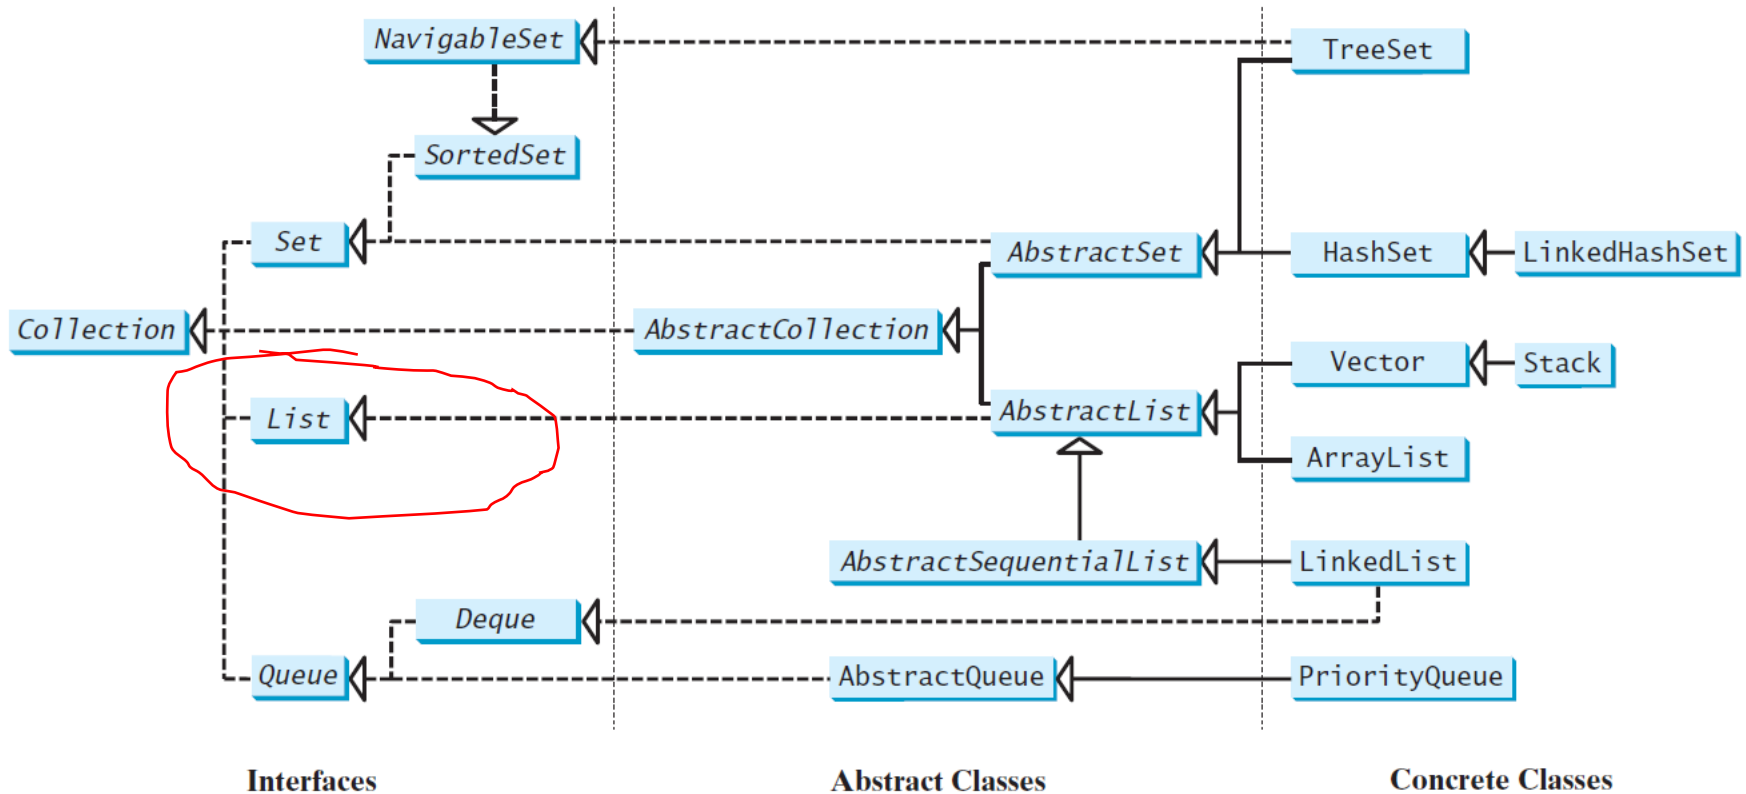 NavigableSet
TreeSet
SortedSet
Set
AbstractSet
HashSet
LinkedHashSet
Collection
AbstractCollection
Vector
Stack
List
AbstractList
ArrayList
AbstractSequentialList
LinkedList
Deque
Queue
AbstractQueue
PriorityQueue
Interfaces
Abstract Classes
Concrete Classes